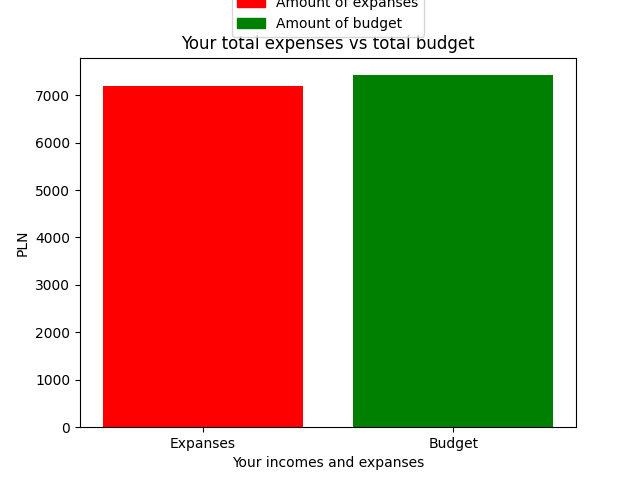 Amount of expanses
Amount of budget
Your total expenses vs total budget
7000
6000
5000
4000
3000
2000
1000
0
PLN
Expanses
Budget
Your incomes and expanses